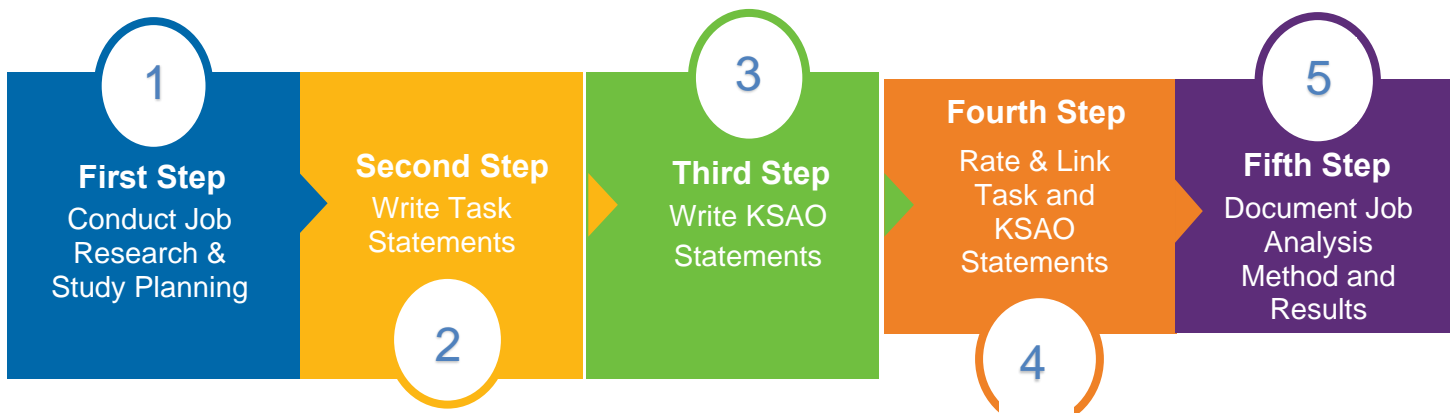 1
First Step
Conduct Job
Research &
Study Planning
Second Step
Write Task
Statements
2
3
Third Step
Write KSAO
Statements
Fourth Step
Rate & Link
Task and
KSAO
Statements
4
5
Fifth Step
Document Job
Analysis
Method and
Results